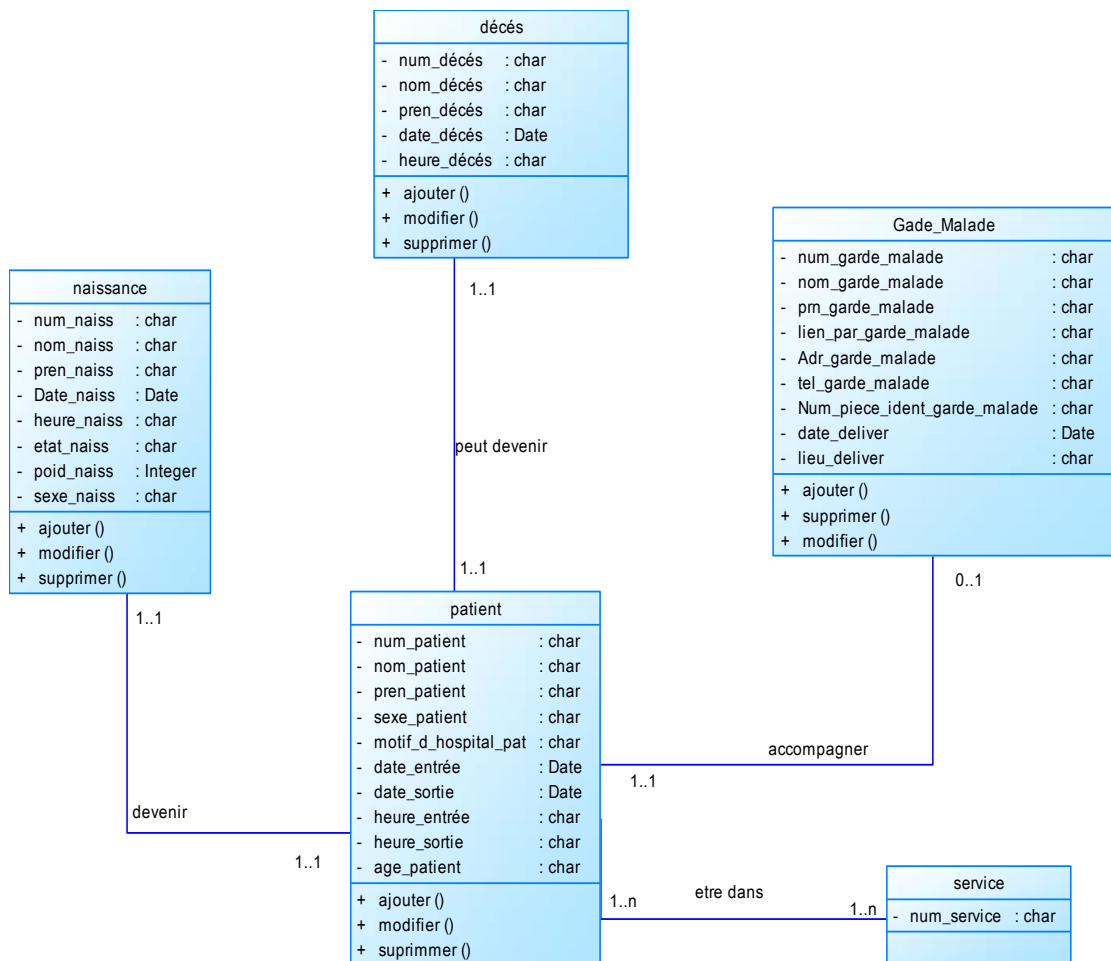 décés
- num_décés : char
- nom_décés : char
- pren_décés : char
- date_décés : Date
- heure_décés : char
+ ajouter ()
+ modifier ()
+ supprimer ()
1..1
peut devenir
1..1
Gade_Malade
- num_garde_malade : char
- nom_garde_malade : char
- prn_garde_malade : char
- lien_par_garde_malade : char
- Adr_garde_malade : char
- tel_garde_malade : char
- Num_piece_ident_garde_malade : char
- date_deliver : Date
- lieu_deliver : char
+ ajouter ()
+ supprimer ()
+ modifier ()
0..1
accompagner
1..1
naissance
- num_naiss : char
- nom_naiss : char
- pren_naiss : char
- Date_naiss : Date
- heure_naiss : char
- etat_naiss : char
- poid_naiss : Integer
- sexe_naiss : char
+ ajouter ()
+ modifier ()
+ supprimer ()
1..1
devenir
1..1
patient
- num_patient : char
- nom_patient : char
- pren_patient : char
- sexe_patient : char
- motif_d_hospital_pat : char
- date_entrée : Date
- date_sortie : Date
- heure_entrée : char
- heure_sortie : char
- age_patient : char
+ ajouter ()
+ modifier ()
+ suprimmer ()
1..n
etre dans
1..n
service
- num_service : char